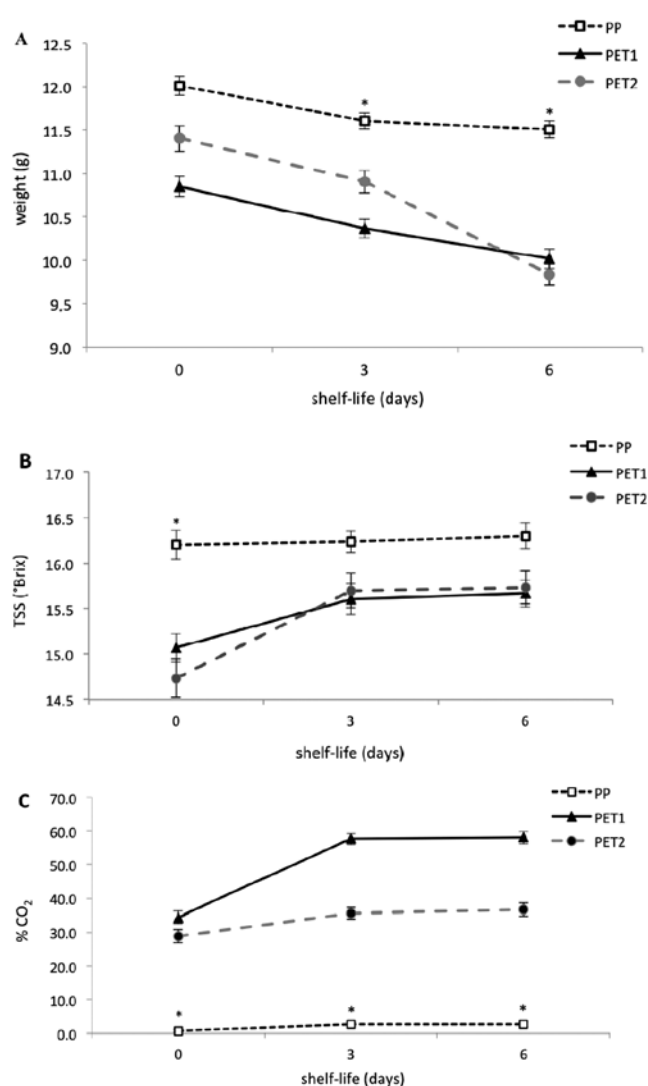 A
PP
PET1
PET2
12.5
12.0
11.5
11.0
10.5
10.0
9.5
9.0
weight (g)
*
*
0 3 6
shelf-life (days)
B
PP
PET1
PET2
17.0
16.5
16.0
15.5
15.0
14.5
TSS (°Brix)
*
0 3 6
shelf-life (days)
C
PP
PET1
PET2
70.0
60.0
50.0
40.0
30.0
20.0
10.0
0.0
% CO₂
* * *
0 3 6
shelf-life (days)